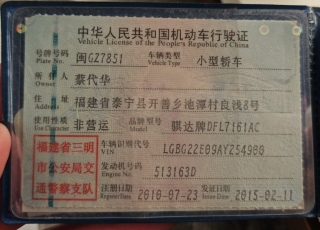 中华人民共和国机动车行驶证
Vehicle License of the People's Republic of China
号牌号码 闽GZ7851 车辆类型 小型轿车
Plate No. Vehicle Type
所有人 蔡代华
Owner
住址 福建省泰宁县开善乡池潭村良浅8号
Address
使用性质 非营运 品牌型号 骐达牌DFL7161AC
Use Character Model
福建省三明 车辆识别代号 LGBG22E09AY254900
VIN
市公安局交 发动机号码 513163D
Engine No.
通警察支队 注册日期 2010-07-23 发证日期 2015-02-11
Register Date Issue Date